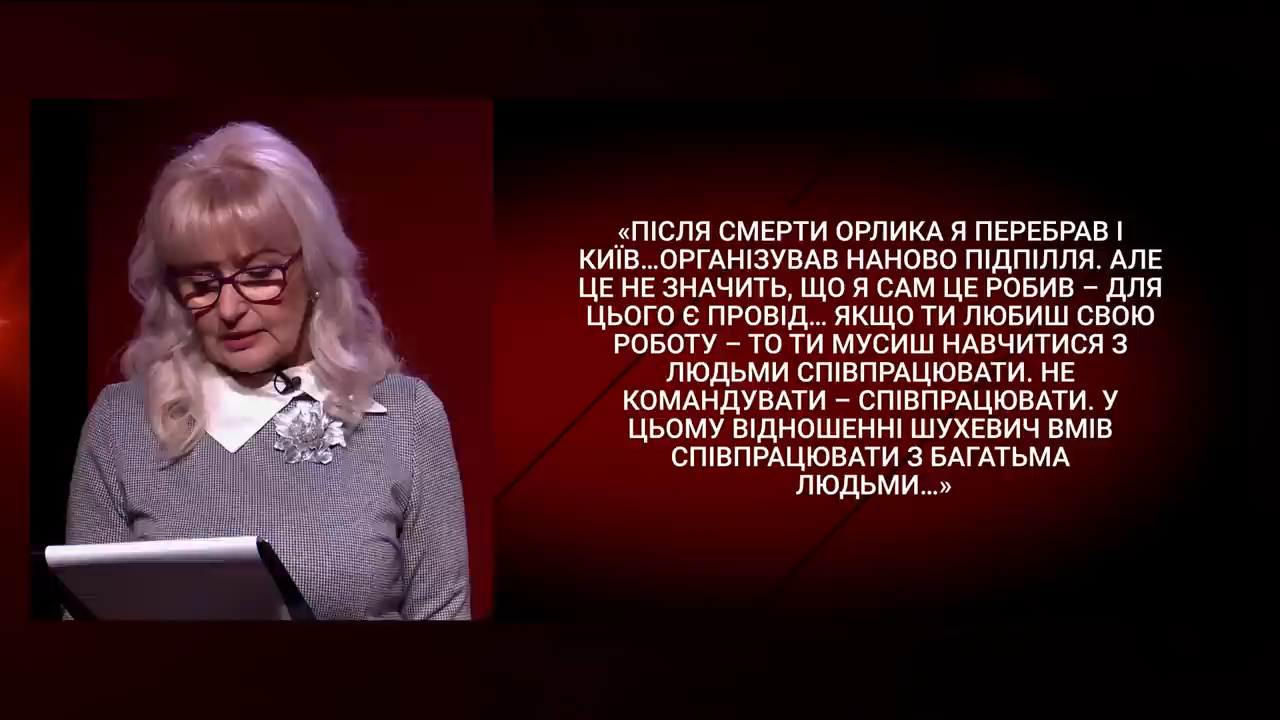 «ПІСЛЯ СМЕРТИ ОРЛИКА Я ПЕРЕБРАВ І
КИЇВ...ОРГАНІЗУВАВ НАНОВО ПІДПІЛЛЯ. АЛЕ
ЦЕ НЕ ЗНАЧИТЬ, ЩО Я САМ ЦЕ РОБИВ – ДЛЯ
ЦЬОГО Є ПРОВІД... ЯКЩО ТИ ЛЮБИШ СВОЮ
РОБОТУ – ТО ТИ МУСИШ НАВЧИТИСЯ З
ЛЮДЬМИ СПІВПРАЦЮВАТИ. НЕ
КОМАНДУВАТИ – СПІВПРАЦЮВАТИ. У
ЦЬОМУ ВІДНОШЕННІ ШУХЕВИЧ ВМІВ
СПІВПРАЦЮВАТИ З БАГАТЬМА
ЛЮДЬМИ...»